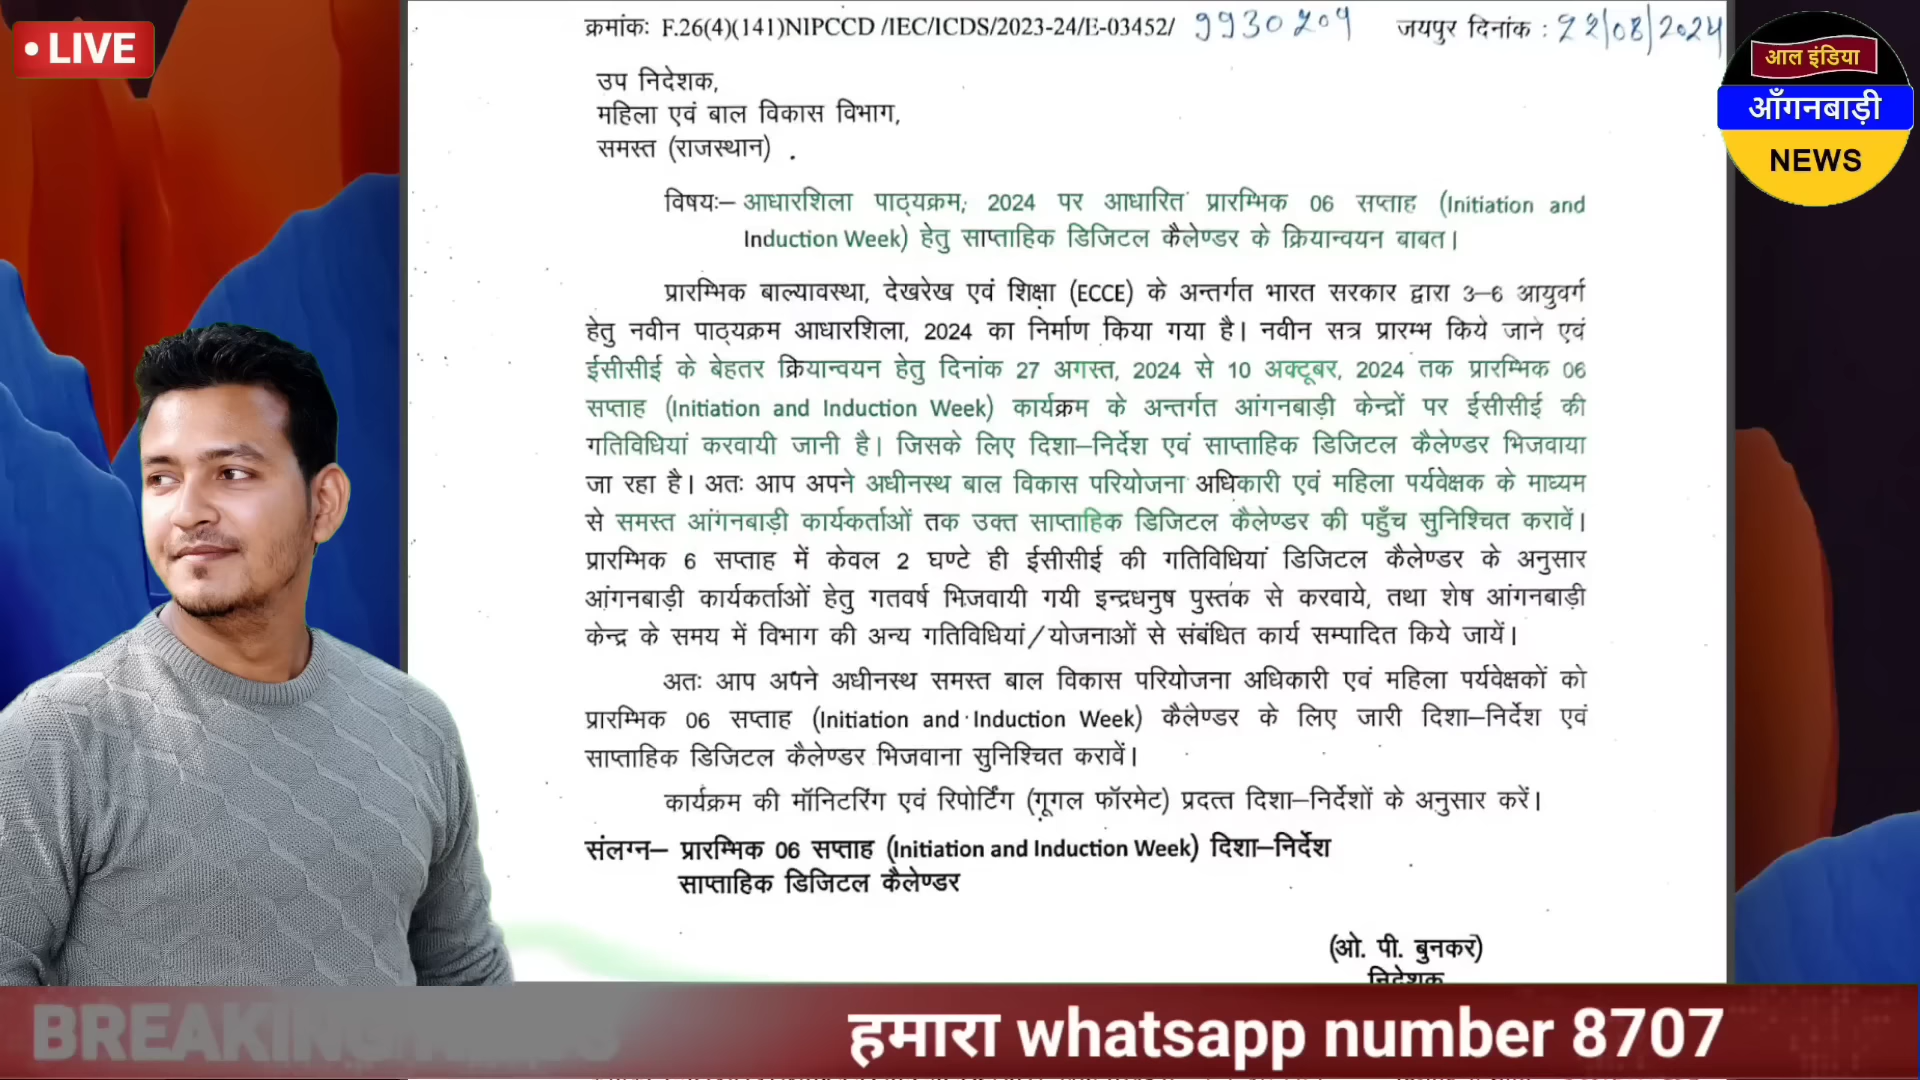 • LIVE
क्रमांकः F.26(4)(141)NIPCCD /IEC/ICDS/2023-24/E-03452/ जयपुर दिनांक : 22/08/2024
आल इंडिया
आँगनबाड़ी
NEWS
उप निदेशक,
महिला एवं बाल विकास विभाग,
समस्त (राजस्थान) .
विषयः– आधारशिला पाठ्यक्रम, 2024 पर आधारित प्रारम्भिक 06 सप्ताह (Initiation and
Induction Week) हेतु साप्ताहिक डिजिटल कैलेण्डर के क्रियान्वयन बाबत।
प्रारम्भिक बाल्यावस्था, देखरेख एवं शिक्षा (ECCE) के अन्तर्गत भारत सरकार द्वारा 3–6 आयुवर्ग
हेतु नवीन पाठ्यक्रम आधारशिला, 2024 का निर्माण किया गया है। नवीन सत्र प्रारम्भ किये जाने एवं
ईसीसीई के बेहतर क्रियान्वयन हेतु दिनांक 27 अगस्त, 2024 से 10 अक्टूबर, 2024 तक प्रारम्भिक 06
सप्ताह (Initiation and Induction Week) कार्यक्रम के अन्तर्गत आंगनबाड़ी केन्द्रों पर ईसीसीई की
गतिविधियां करवायी जानी है। जिसके लिए दिशा–निर्देश एवं साप्ताहिक डिजिटल कैलेण्डर भिजवाया
जा रहा है। अतः आप अपने अधीनस्थ बाल विकास परियोजना अधिकारी एवं महिला पर्यवेक्षक के माध्यम
से समस्त आंगनबाड़ी कार्यकर्ताओं तक उक्त साप्ताहिक डिजिटल कैलेण्डर की पहुँच सुनिश्चित करावें।
प्रारम्भिक 6 सप्ताह में केवल 2 घण्टे ही ईसीसीई की गतिविधियां डिजिटल कैलेण्डर के अनुसार
आंगनबाड़ी कार्यकर्ताओं हेतु गतवर्ष भिजवायी गयी इन्द्रधनुष पुस्तक से करवाये, तथा शेष आंगनबाड़ी
केन्द्र के समय में विभाग की अन्य गतिविधियां/योजनाओं से संबंधित कार्य सम्पादित किये जायें।
अतः आप अपने अधीनस्थ समस्त बाल विकास परियोजना अधिकारी एवं महिला पर्यवेक्षकों को
प्रारम्भिक 06 सप्ताह (Initiation and Induction Week) कैलेण्डर के लिए जारी दिशा–निर्देश एवं
साप्ताहिक डिजिटल कैलेण्डर भिजवाना सुनिश्चित करावें।
कार्यक्रम की मॉनिटरिंग एवं रिपोर्टिंग (गूगल फॉरमेट) प्रदत्त दिशा–निर्देशों के अनुसार करें।
संलग्न– प्रारम्भिक 06 सप्ताह (Initiation and Induction Week) दिशा–निर्देश
साप्ताहिक डिजिटल कैलेण्डर
(ओ. पी. बुनकर)
निदेशक
BREAKING NEWS
हमारा whatsapp number 8707